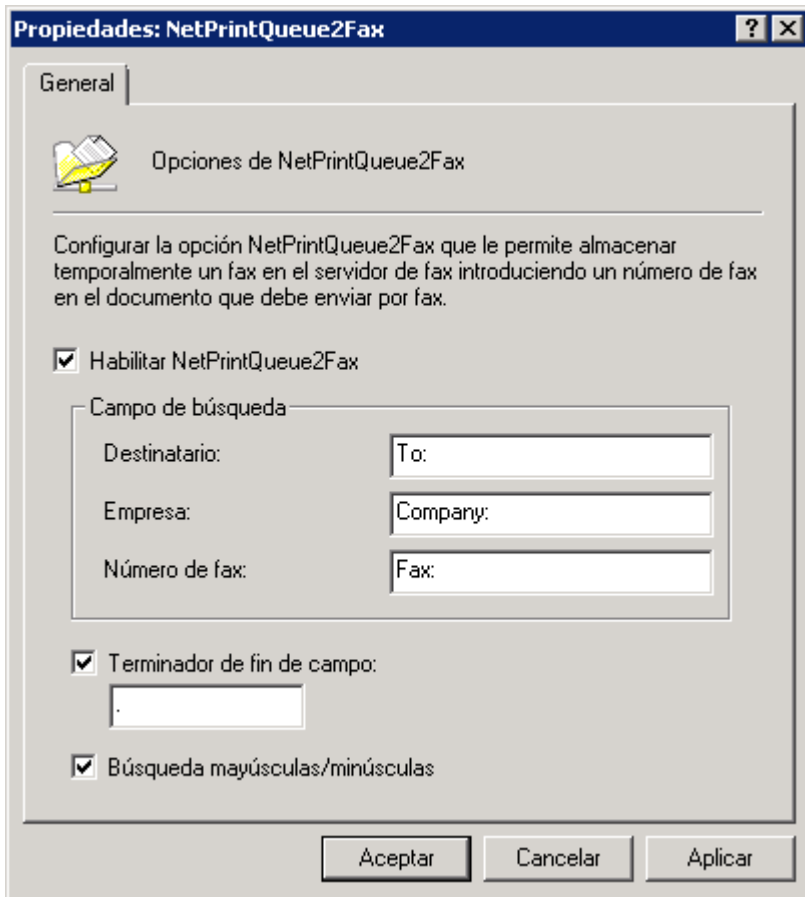 Propiedades: NetPrintQueue2Fax
General
Opciones de NetPrintQueue2Fax
Configurar la opción NetPrintQueue2Fax que le permite almacenar
temporalmente un fax en el servidor de fax introduciendo un número de fax
en el documento que debe enviar por fax.
Habilitar NetPrintQueue2Fax
Campo de búsqueda
Destinatario: To:
Empresa: Company:
Número de fax: Fax:
Terminador de fin de campo:
.
Búsqueda mayúsculas/minúsculas
Aceptar Cancelar Aplicar